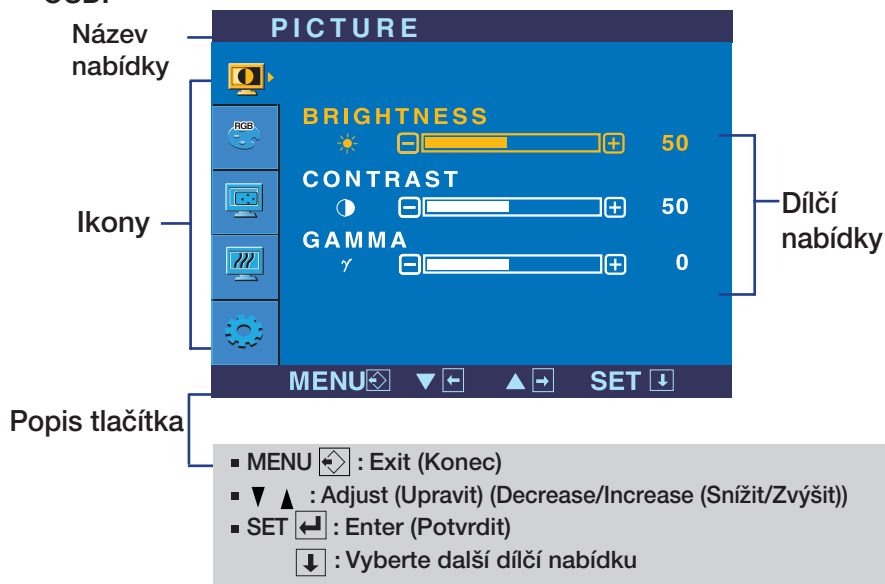 Název
nabídky
PICTURE
RGB
BRIGHTNESS
50
CONTRAST
50
GAMMA
γ 0
Ikony
Dílčí
nabídky
MENU ▼ ← ▲ → SET ↓
Popis tlačítka
▪ MENU : Exit (Konec)
▪ ▼ ▲ : Adjust (Upravit) (Decrease/Increase (Snížit/Zvýšit))
▪ SET ↵ : Enter (Potvrdit)
↓ : Vyberte další dílčí nabídku